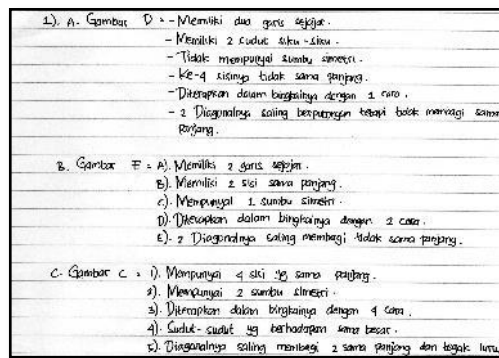 1). A. Gambar D = - Memiliki dua garis sejajar.
- Memiliki 2 sudut siku-siku.
- Tidak mempunyai sumbu simetri.
- Ke-4 sisinya tidak sama panjang.
- Diterapkan dalam bingkainya dengan 1 cara.
- 2 Diagonalnya saling berpotongan tetapi tidak membagi sama
panjang.
B. Gambar F = A). Memiliki 2 garis sejajar.
B). Memiliki 2 sisi sama panjang.
C). Mempunyai 1 sumbu simetri.
D). Diterapkan dalam bingkainya dengan 2 cara.
E). 2 Diagonalnya saling membagi tidak sama panjang.
C. Gambar C = 1). Mempunyai 4 sisi yg sama panjang.
2). Mempunyai 2 sumbu simetri.
3). Diterapkan dalam bingkainya dengan 4 cara.
4). Sudut-sudut yg berhadapan sama besar.
5). Diagonalnya saling membagi 2 sama panjang dan tegak lurus